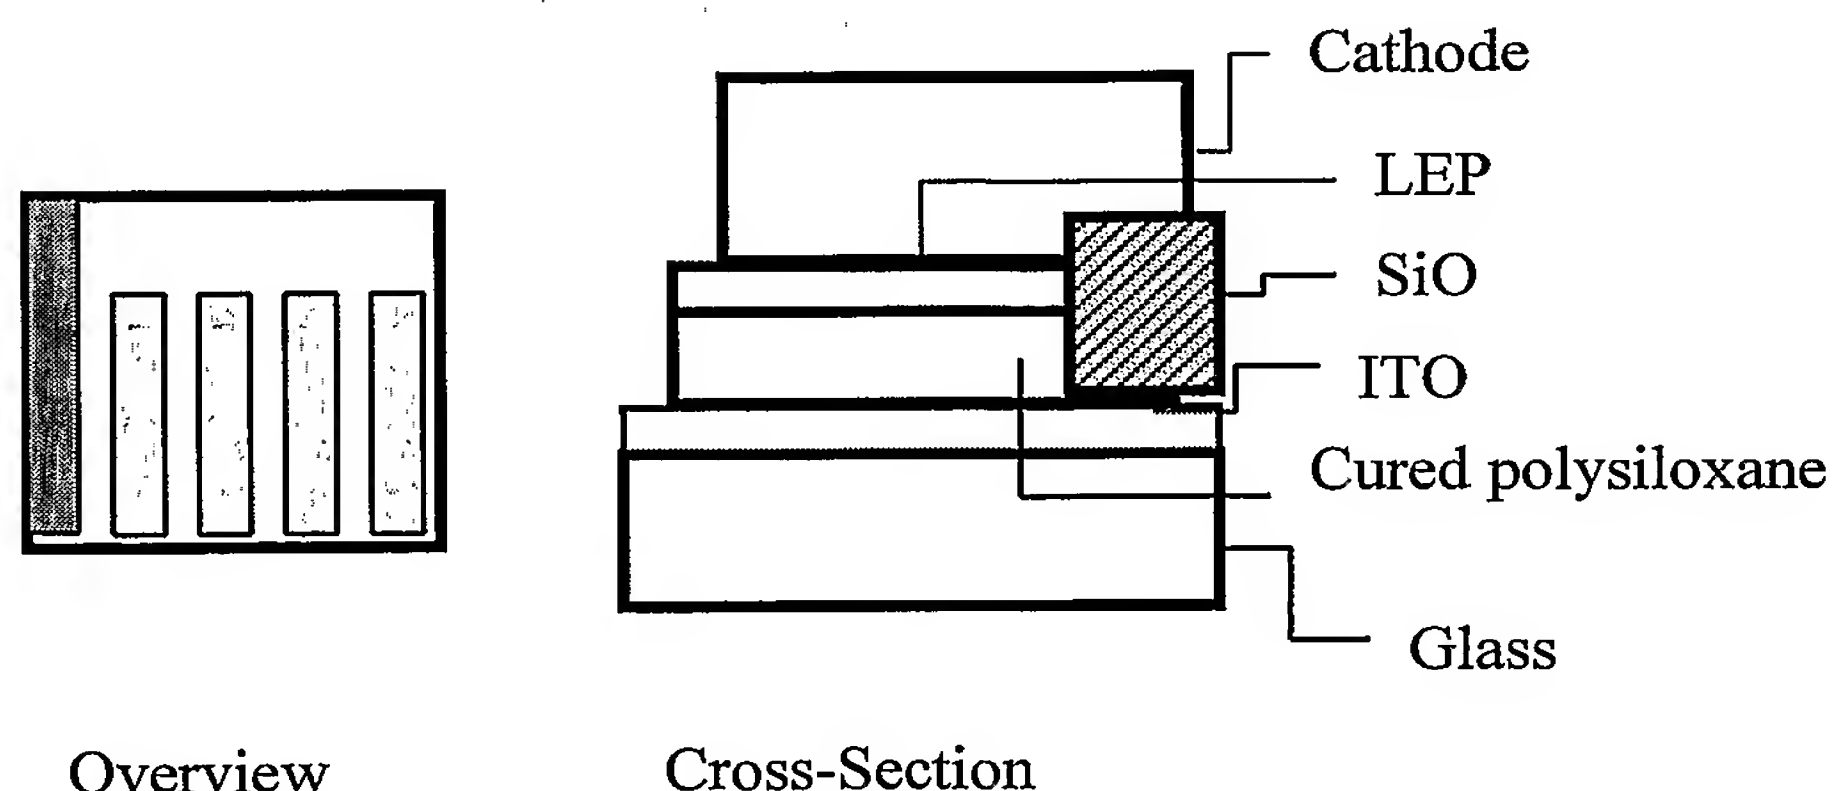 Cathode
LEP
SiO
ITO
Cured polysiloxane
Glass
Overview
Cross-Section